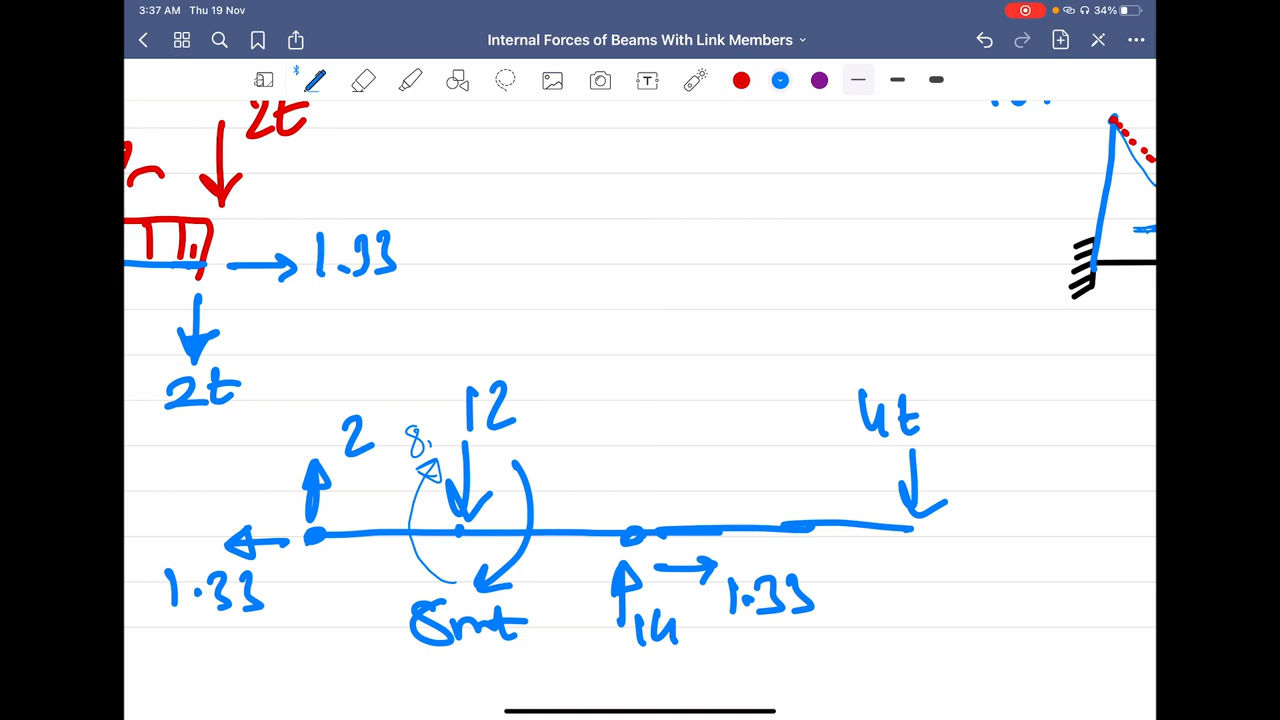 3:37 AM Thu 19 Nov
34%
Internal Forces of Beams With Link Members
T
2t
1.33
2t
12
2
8.
4t
1.33
1.33
8mt
14